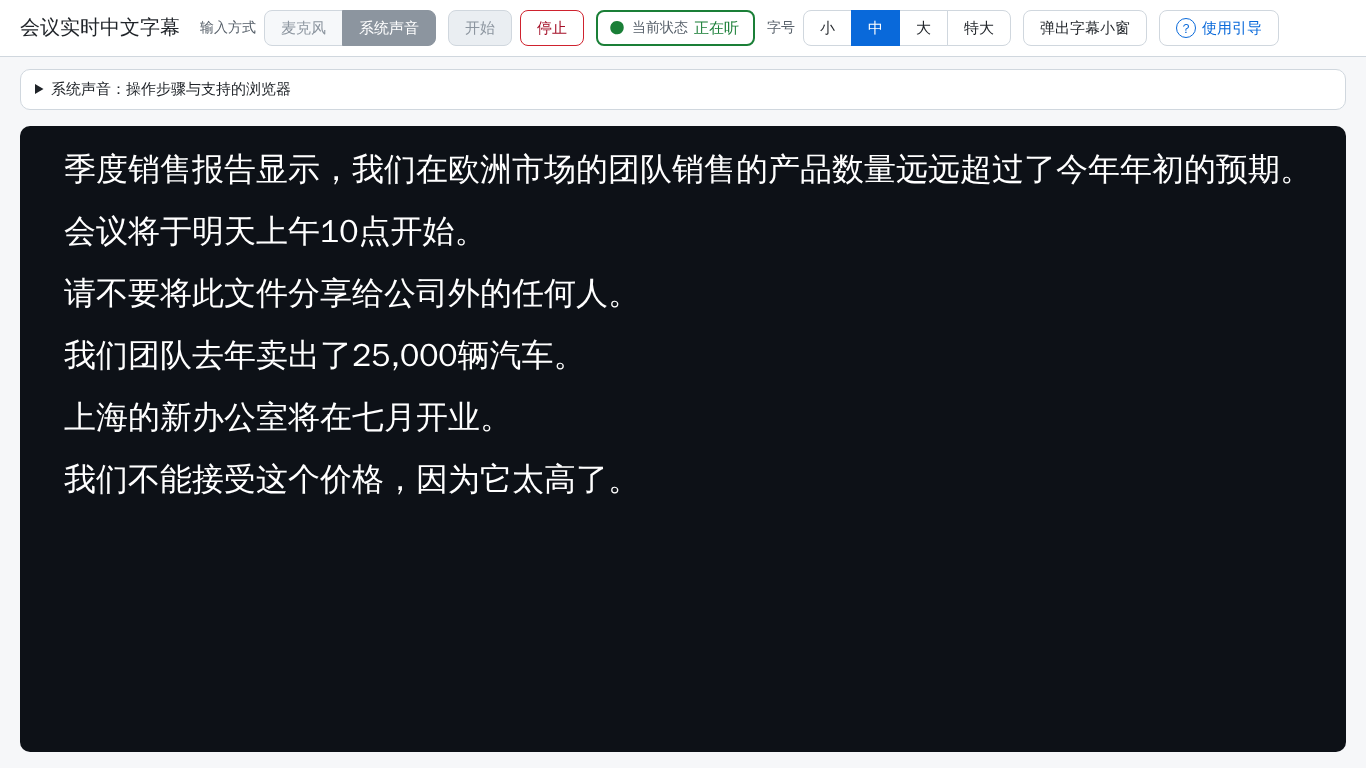 会议实时中文字幕 输入方式 麦克风 系统声音 开始 停止 当前状态 正在听 字号 小 中 大 特大 弹出字幕小窗 ? 使用引导
▶ 系统声音：操作步骤与支持的浏览器
季度销售报告显示，我们在欧洲市场的团队销售的产品数量远远超过了今年年初的预期。
会议将于明天上午10点开始。
请不要将此文件分享给公司外的任何人。
我们团队去年卖出了25,000辆汽车。
上海的新办公室将在七月开业。
我们不能接受这个价格，因为它太高了。